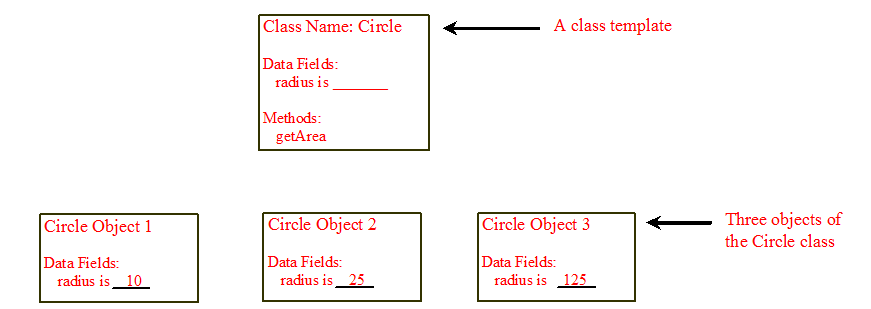 Class Name: Circle
A class template
Data Fields:
radius is _______
Methods:
getArea
Circle Object 1
Data Fields:
radius is 10
Circle Object 2
Data Fields:
radius is 25
Circle Object 3
Data Fields:
radius is 125
Three objects of
the Circle class